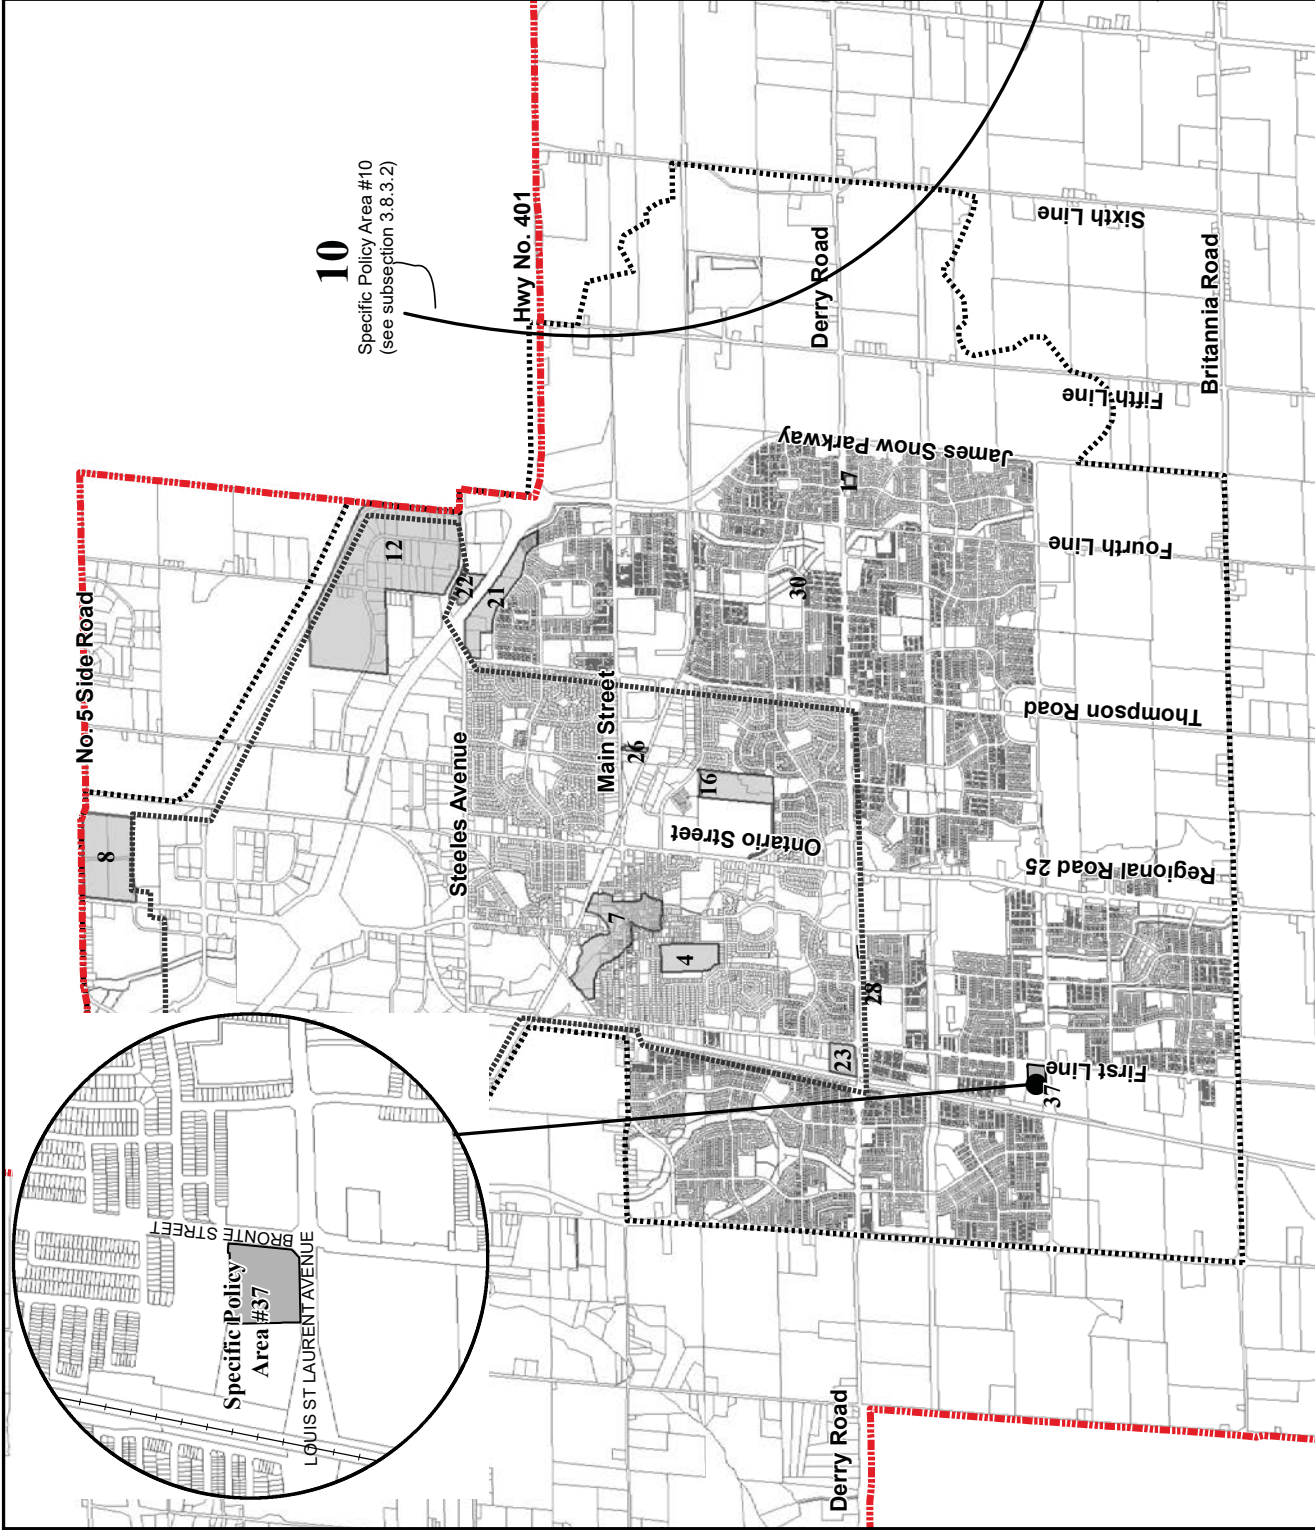 10
Specific Policy Area #10
(see subsection 3.8.3.2)
Hwy No. 401
No. 5 Side Road
12
22
21
8
Steeles Avenue
Main Street
26
16
Ontario Street
7
4
Derry Road
James Snow Parkway
17
30
Sixth Line
Fifth Line
Britannia Road
Fourth Line
Thompson Road
Regional Road 25
28
23
First Line
37
BRONTE STREET
Specific Policy
Area #37
LOUIS ST LAURENT AVENUE
Derry Road